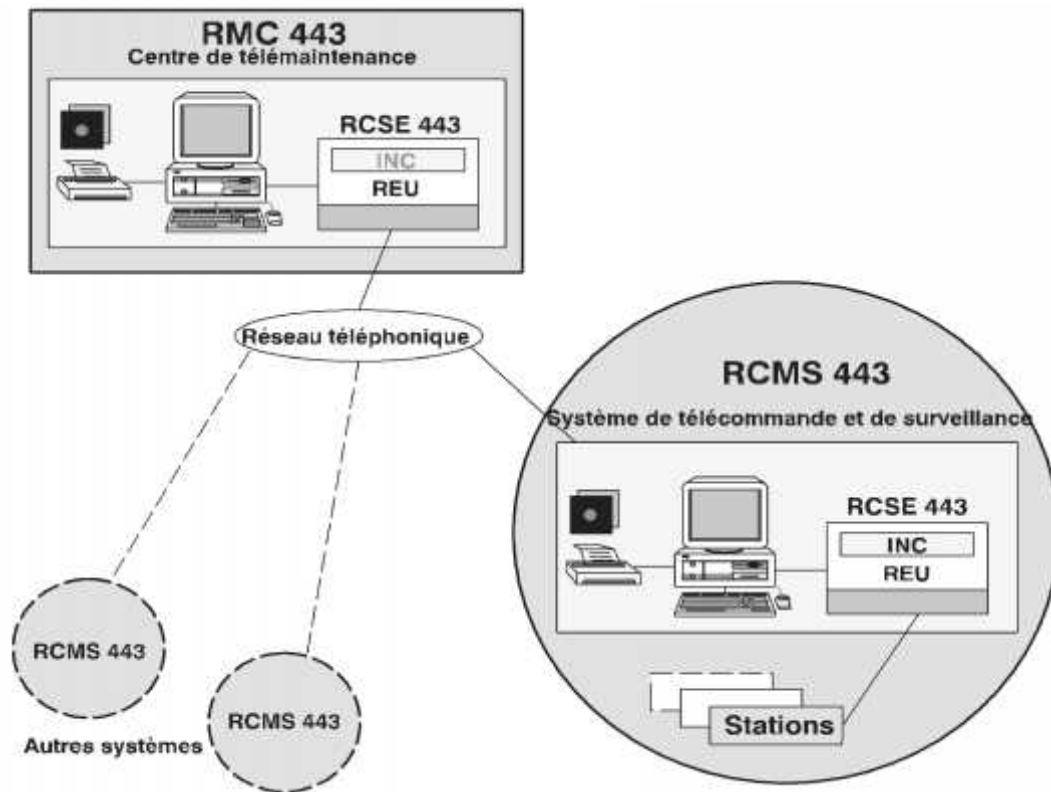 RMC 443
Centre de télémaintenance
RCSE 443
INC
REU
Réseau téléphonique
RCMS 443
Système de télécommande et de surveillance
RCSE 443
INC
REU
Stations
RCMS 443
RCMS 443
Autres systèmes